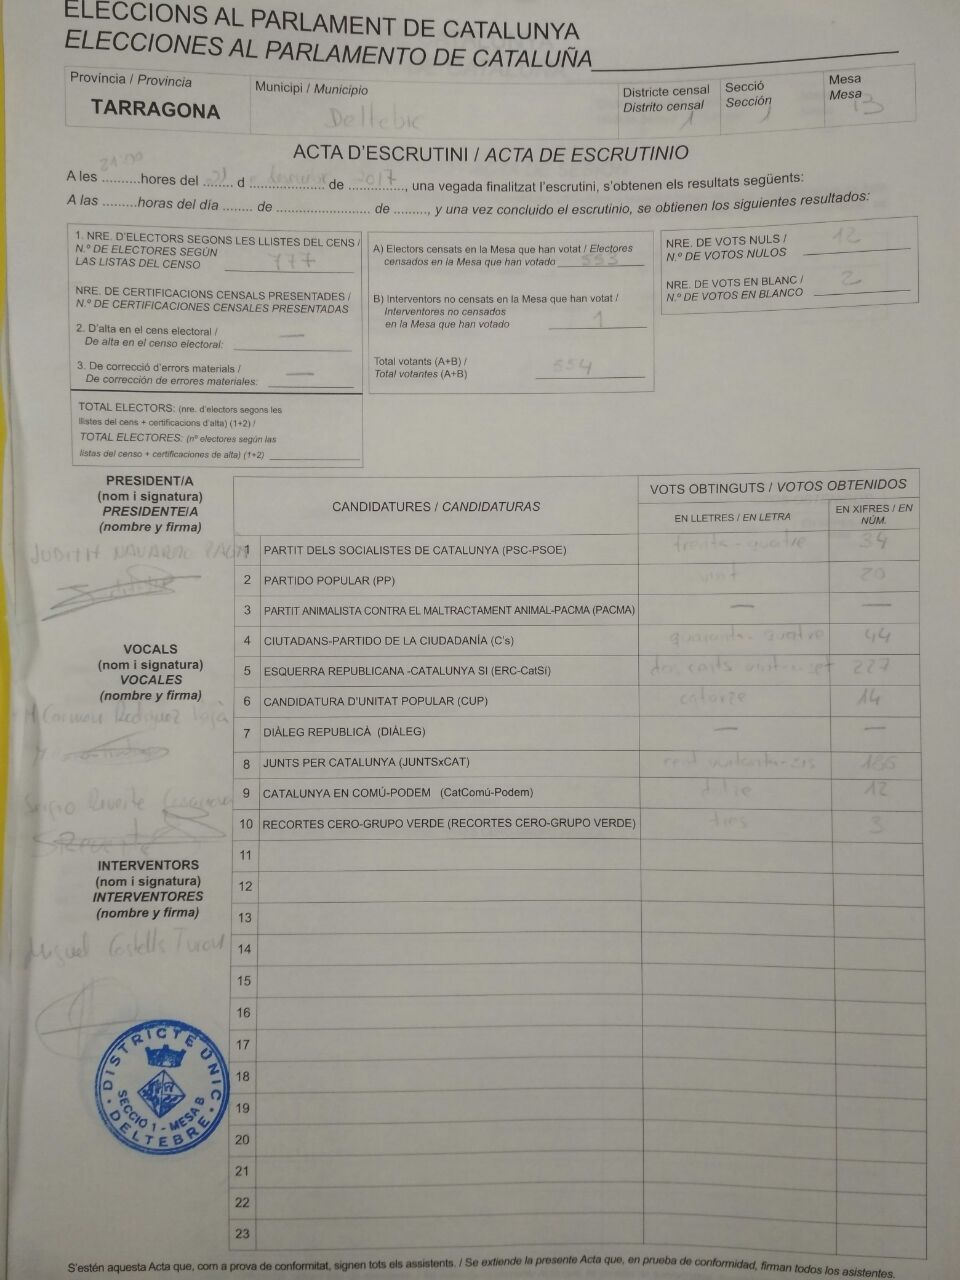 ELECCIONS AL PARLAMENT DE CATALUNYA
ELECCIONES AL PARLAMENTO DE CATALUÑA
Província / Provincia
TARRAGONA
Municipi / Municipio
Deltebre
Districte censal
Distrito censal
1
Secció
Sección
1
Mesa
Mesa
B
ACTA D'ESCRUTINI / ACTA DE ESCRUTINIO
21:00
A les ..........hores del 21 d ...................... de 2017, una vegada finalitzat l'escrutini, s'obtenen els resultats següents:
A las .........horas del día ........ de .......................... de ........., y una vez concluido el escrutinio, se obtienen los siguientes resultados:
1. NRE. D'ELECTORS SEGONS LES LLISTES DEL CENS /
N.º DE ELECTORES SEGÚN
LAS LISTAS DEL CENSO 777
NRE. DE CERTIFICACIONS CENSALS PRESENTADES /
N.º DE CERTIFICACIONES CENSALES PRESENTADAS
2. D'alta en el cens electoral /
De alta en el censo electoral: —
3. De correcció d'errors materials /
De corrección de errores materiales: —
TOTAL ELECTORS: (nre. d'electors segons les
llistes del cens + certificacions d'alta) (1+2) /
TOTAL ELECTORES: (nº electores según las
listas del censo + certificaciones de alta) (1+2)
A) Electors censats en la Mesa que han votat / Electores
censados en la Mesa que han votado 553
B) Interventors no censats en la Mesa que han votat /
Interventores no censados
en la Mesa que han votado 1
Total votants (A+B) /
Total votantes (A+B) 554
NRE. DE VOTS NULS /
N.º DE VOTOS NULOS 12
NRE. DE VOTS EN BLANC /
N.º DE VOTOS EN BLANCO 2
PRESIDENT/A
(nom i signatura)
PRESIDENTE/A
(nombre y firma)
JUDITH NAVARRO
VOCALS
(nom i signatura)
VOCALES
(nombre y firma)
M Carmen Rodriguez
Sergio
INTERVENTORS
(nom i signatura)
INTERVENTORES
(nombre y firma)
Miguel Castells
CANDIDATURES / CANDIDATURAS
VOTS OBTINGUTS / VOTOS OBTENIDOS
EN LLETRES / EN LETRA
EN XIFRES / EN NÚM.
1 PARTIT DELS SOCIALISTES DE CATALUNYA (PSC-PSOE) trenta-quatre 34
2 PARTIDO POPULAR (PP) vint 20
3 PARTIT ANIMALISTA CONTRA EL MALTRACTAMENT ANIMAL-PACMA (PACMA) — —
4 CIUTADANS-PARTIDO DE LA CIUDADANÍA (C's) quaranta-quatre 44
5 ESQUERRA REPUBLICANA -CATALUNYA SI (ERC-CatSí) dos cents vint-i-set 227
6 CANDIDATURA D'UNITAT POPULAR (CUP) catorze 14
7 DIÀLEG REPUBLICÀ (DIÀLEG) — —
8 JUNTS PER CATALUNYA (JUNTSxCAT) 186
9 CATALUNYA EN COMÚ-PODEM (CatComú-Podem) dotze 12
10 RECORTES CERO-GRUPO VERDE (RECORTES CERO-GRUPO VERDE) tres 3
11
12
13
14
15
16
17
18
19
20
21
22
23
DISTRICTE ÚNIC
SECCIÓ 1 - MESA B
DELTEBRE
S'estén aquesta Acta que, com a prova de conformitat, signen tots els assistents. / Se extiende la presente Acta que, en prueba de conformidad, firman todos los asistentes.